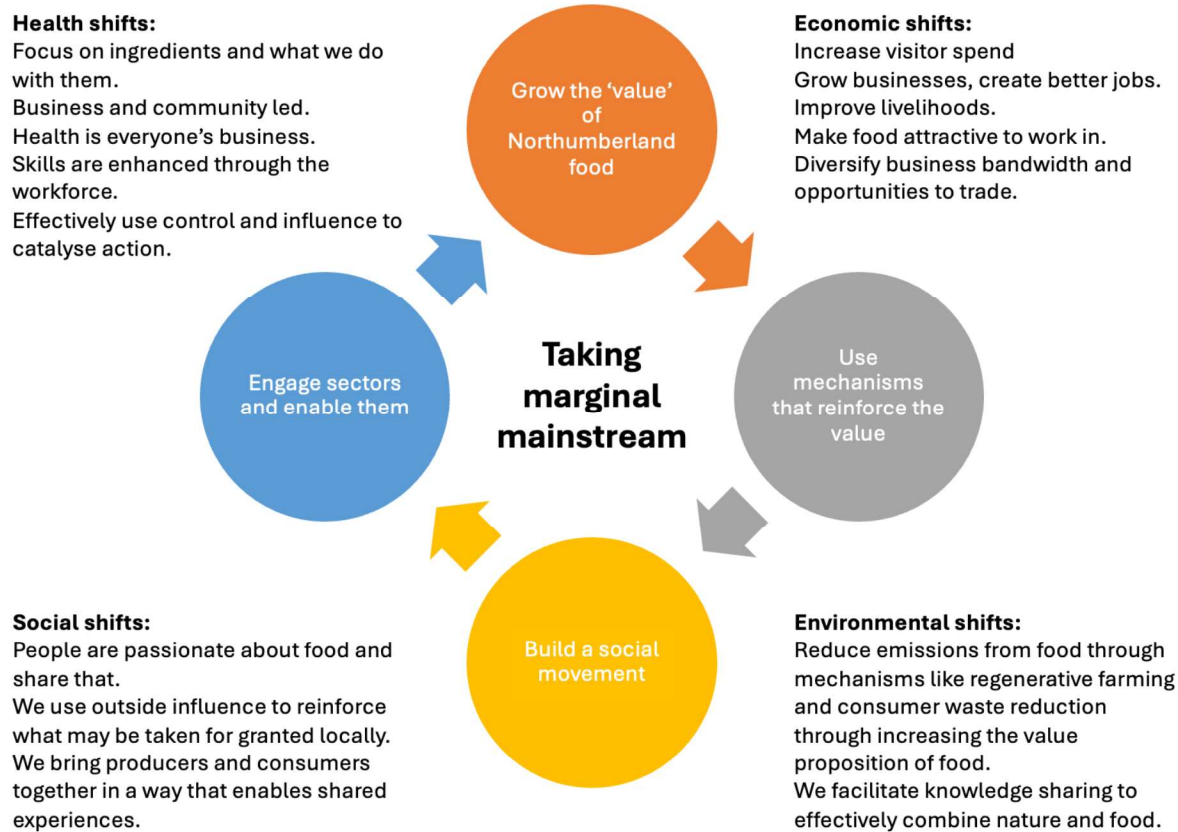 Health shifts:
Focus on ingredients and what we do
with them.
Business and community led.
Health is everyone's business.
Skills are enhanced through the
workforce.
Effectively use control and influence to
catalyse action.
Grow the ‘value’
of
Northumberland
food
Economic shifts:
Increase visitor spend
Grow businesses, create better jobs.
Improve livelihoods.
Make food attractive to work in.
Diversify business bandwidth and
opportunities to trade.
Engage sectors
and enable them
Taking
marginal
mainstream
Use
mechanisms
that reinforce the
value
Social shifts:
People are passionate about food and
share that.
We use outside influence to reinforce
what may be taken for granted locally.
We bring producers and consumers
together in a way that enables shared
experiences.
Build a social
movement
Environmental shifts:
Reduce emissions from food through
mechanisms like regenerative farming
and consumer waste reduction
through increasing the value
proposition of food.
We facilitate knowledge sharing to
effectively combine nature and food.